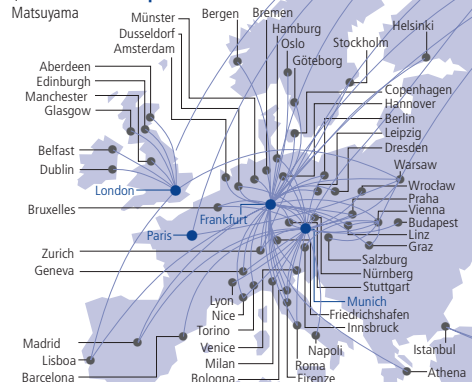 Matsuyama
Münster
Dusseldorf
Amsterdam
Bergen
Bremen
Hamburg
Oslo
Göteborg
Stockholm
Helsinki
Aberdeen
Edinburgh
Manchester
Glasgow
Belfast
Dublin
London
Bruxelles
Frankfurt
Paris
Zurich
Geneva
Copenhagen
Hannover
Berlin
Leipzig
Dresden
Warsaw
Wrocław
Praha
Vienna
Budapest
Linz
Graz
Salzburg
Nürnberg
Stuttgart
Munich
Friedrichshafen
Innsbruck
Lyon
Nice
Torino
Venice
Milan
Bologna
Napoli
Roma
Firenze
Madrid
Lisboa
Barcelona
Istanbul
Athena